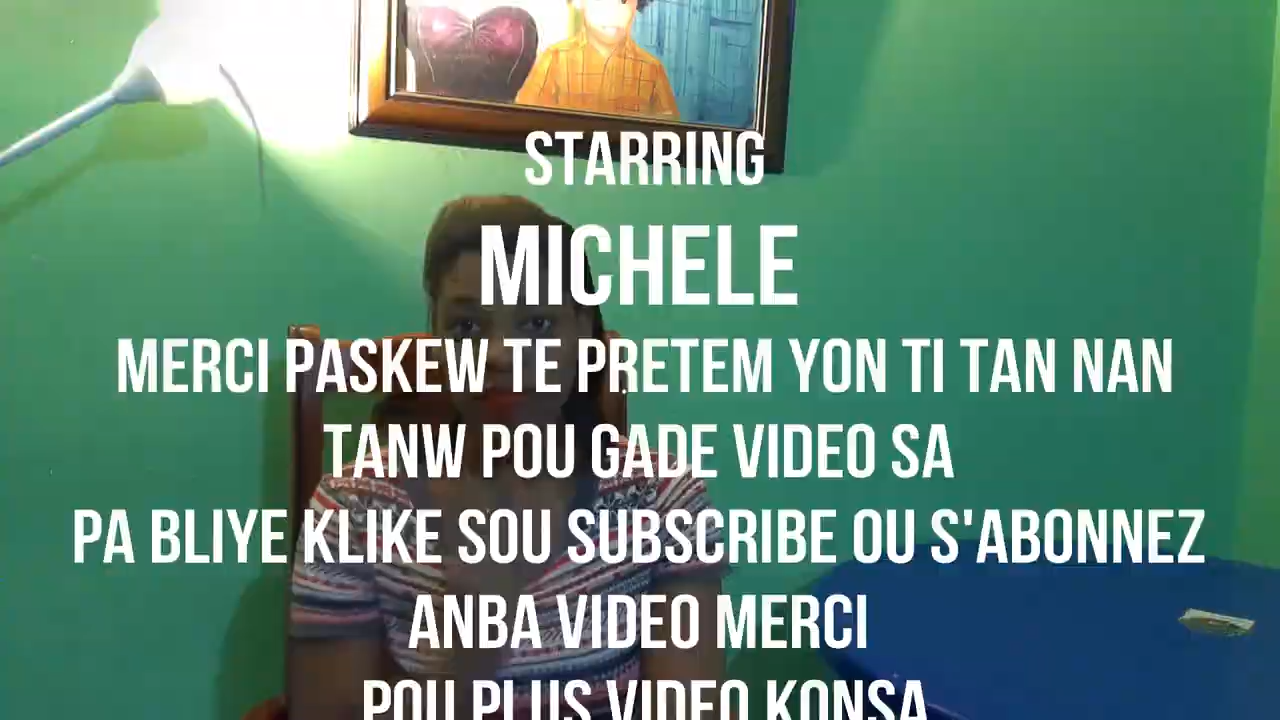 STARRING
MICHELE
MERCI PASKEW TE PRETEM YON TI TAN NAN
TANW POU GADE VIDEO SA
PA BLIYE KLIKE SOU SUBSCRIBE OU S'ABONNEZ
ANBA VIDEO MERCI
POU PLUS VIDEO KONSA